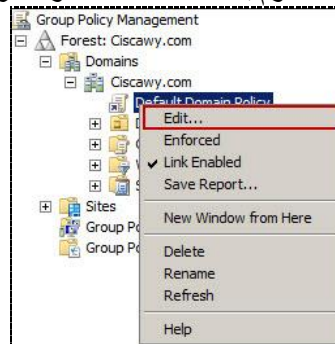 Group Policy Management
Forest: Ciscawy.com
Domains
Ciscawy.com
Default Domain Policy
Edit...
Enforced
Link Enabled
Save Report...
Sites
New Window from Here
Group Po
Group Po
Delete
Rename
Refresh
Help